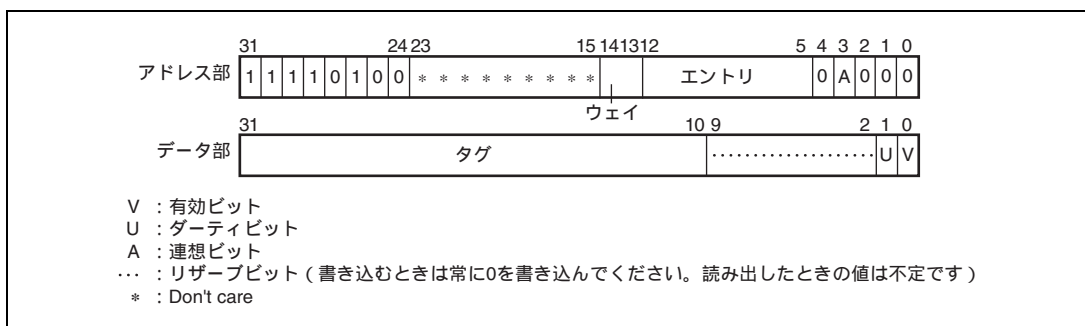 31 24 23 15 14 13 12 5 4 3 2 1 0
アドレス部 1 1 1 1 0 1 0 0 * * * * * * * * * エントリ 0 A 0 0 0
ウェイ
31 10 9 2 1 0
データ部 タグ ‥‥‥‥‥‥‥‥‥‥ U V
V :有効ビット
U :ダーティビット
A :連想ビット
… :リザーブビット(書き込むときは常に0を書き込んでください。読み出したときの値は不定です)
* :Don't care